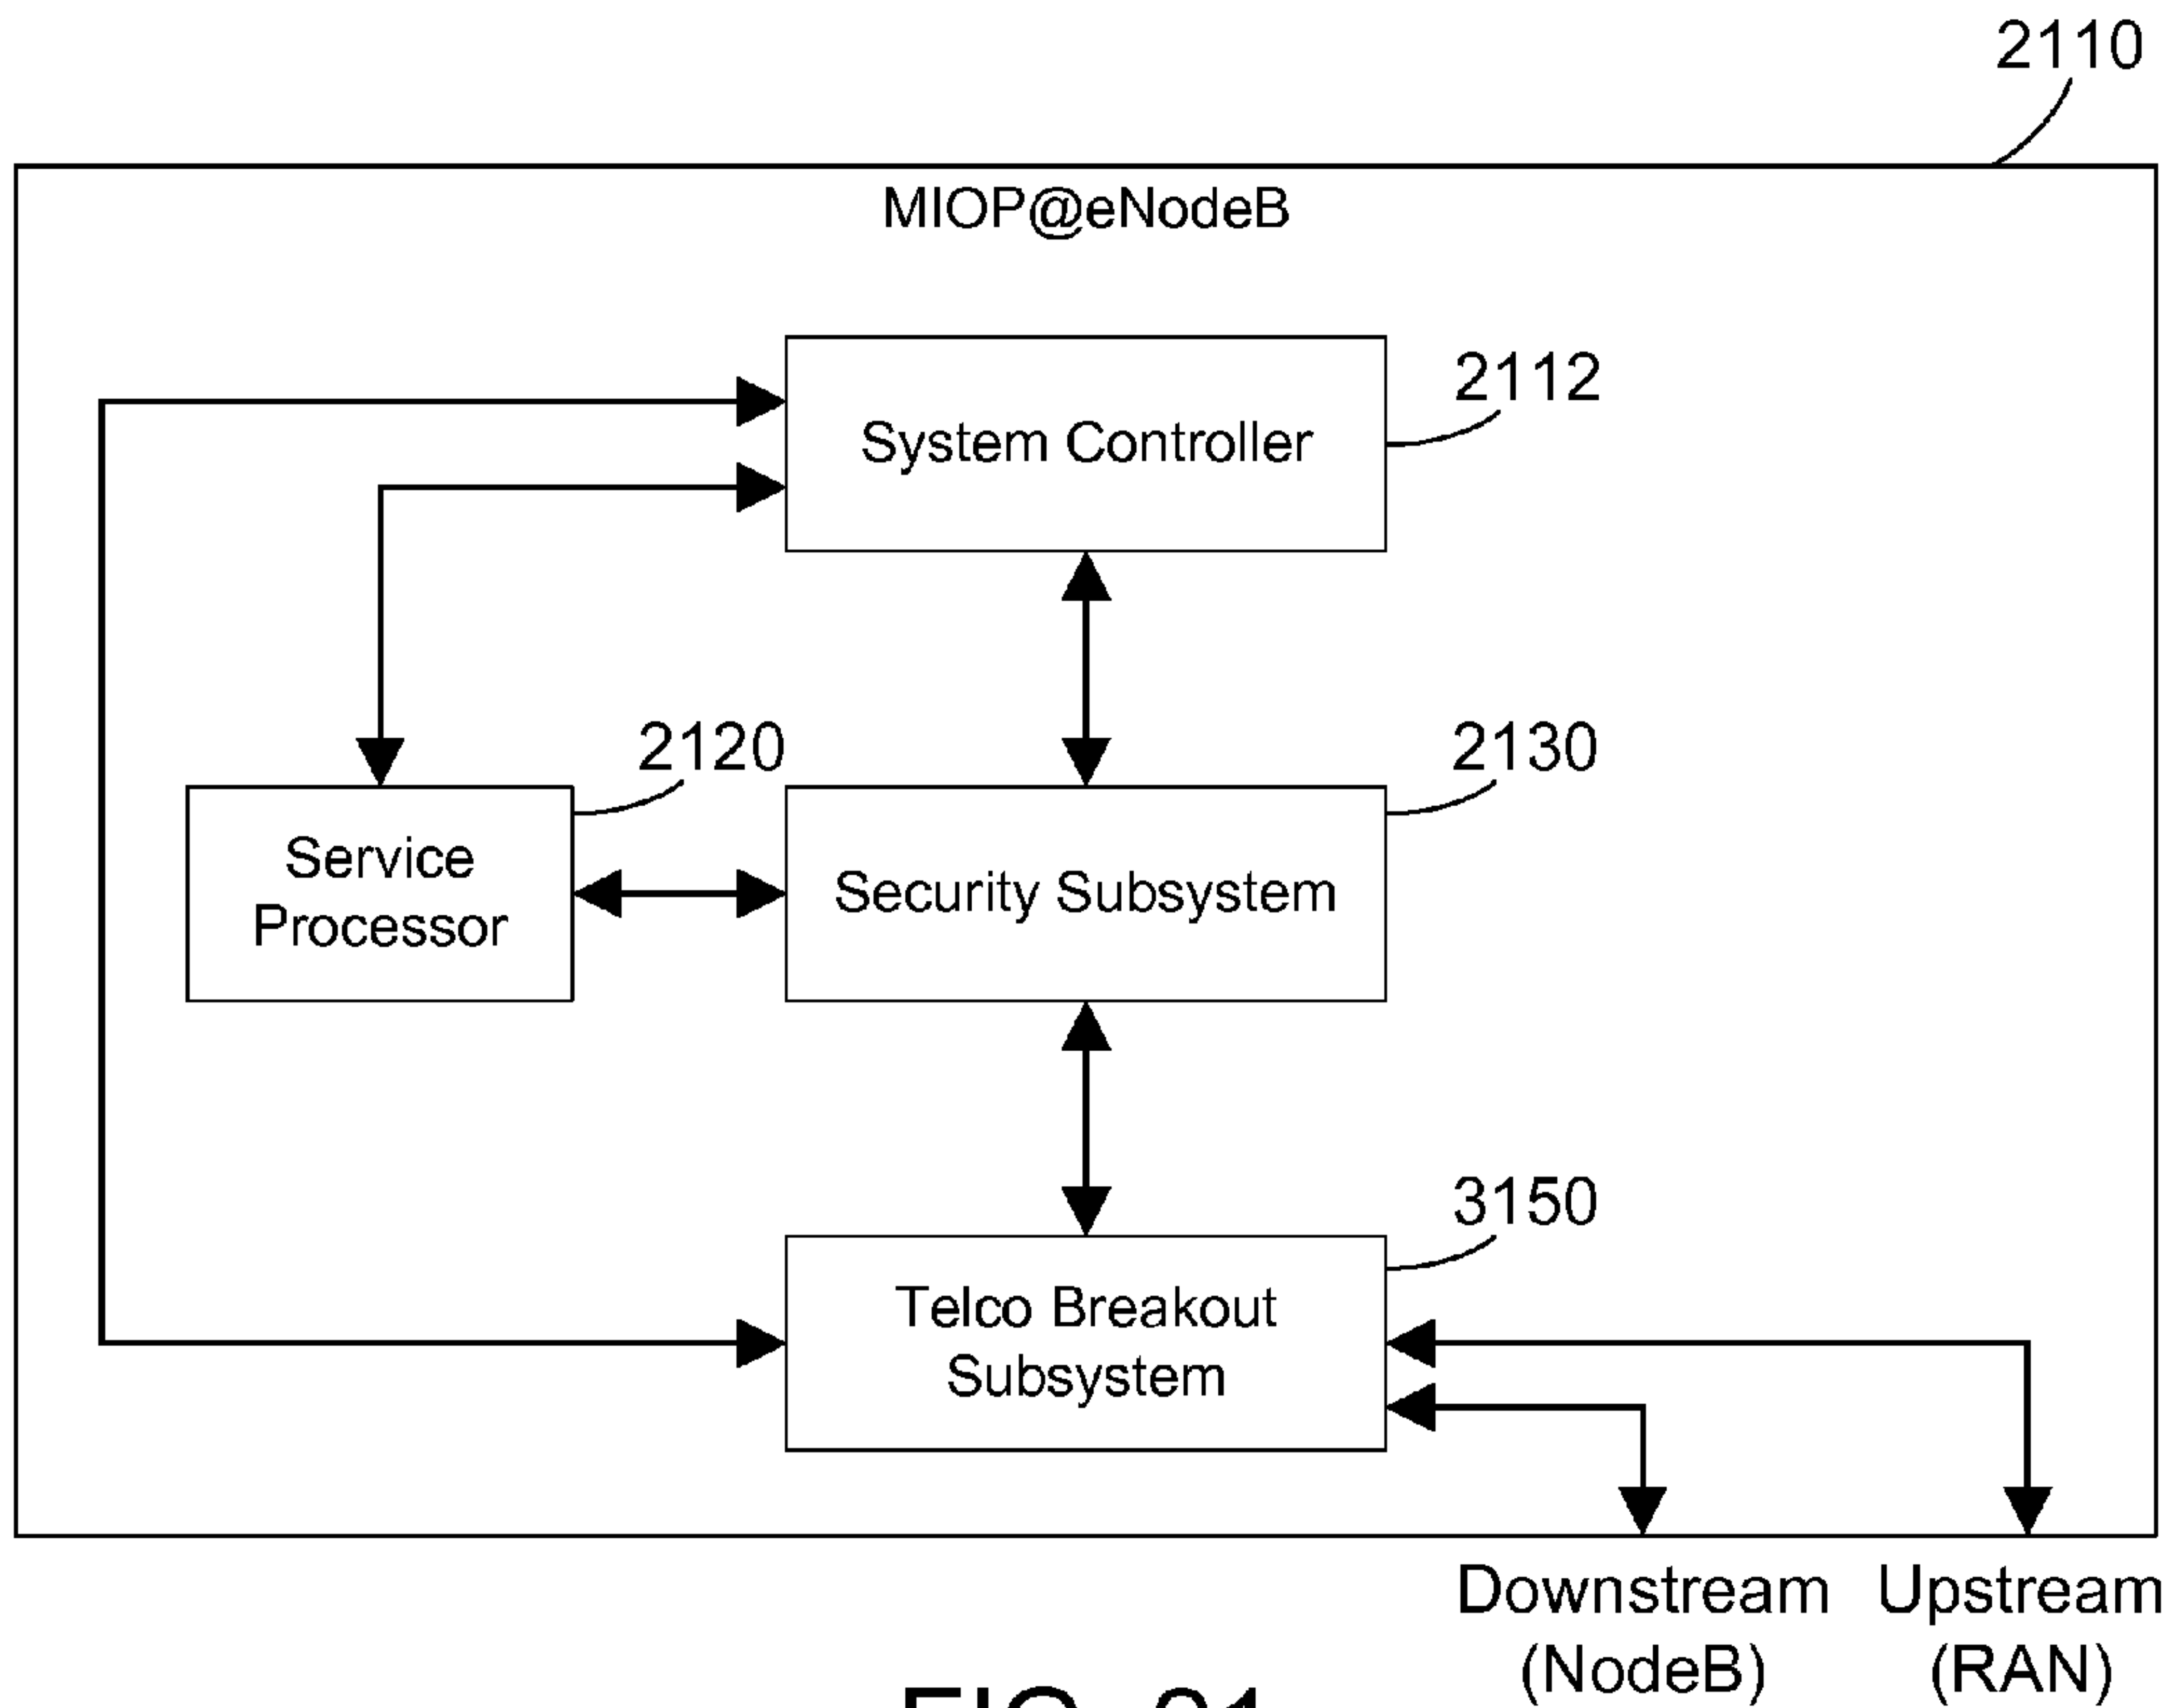 2110
MIOP@eNodeB
System Controller
2112
2120
2130
Service
Processor
Security Subsystem
3150
Telco Breakout
Subsystem
Downstream
(NodeB)
Upstream
(RAN)
FIG.